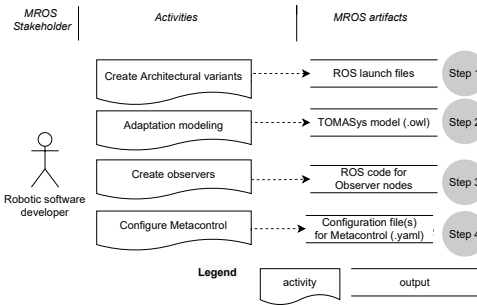 MROS
Stakeholder
Activities
MROS artifacts
Create Architectural variants
ROS launch files
Step 1
Adaptation modeling
TOMASys model (.owl)
Step 2
Create observers
ROS code for
Observer nodes
Step 3
Robotic software
developer
Configure Metacontrol
Configuration file(s)
for Metacontrol (.yaml)
Step 4
Legend
activity
output